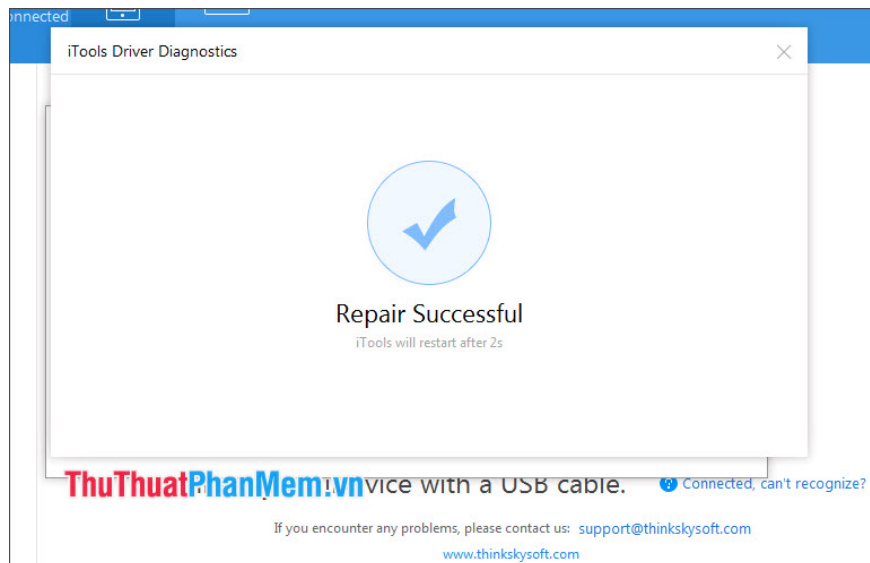 onnected
iTools Driver Diagnostics
Repair Successful
iTools will restart after 2s
ThuThuatPhanMem.vn
vice with a USB cable.
Connected, can't recognize?
If you encounter any problems, please contact us: support@thinkskysoft.com
www.thinkskysoft.com